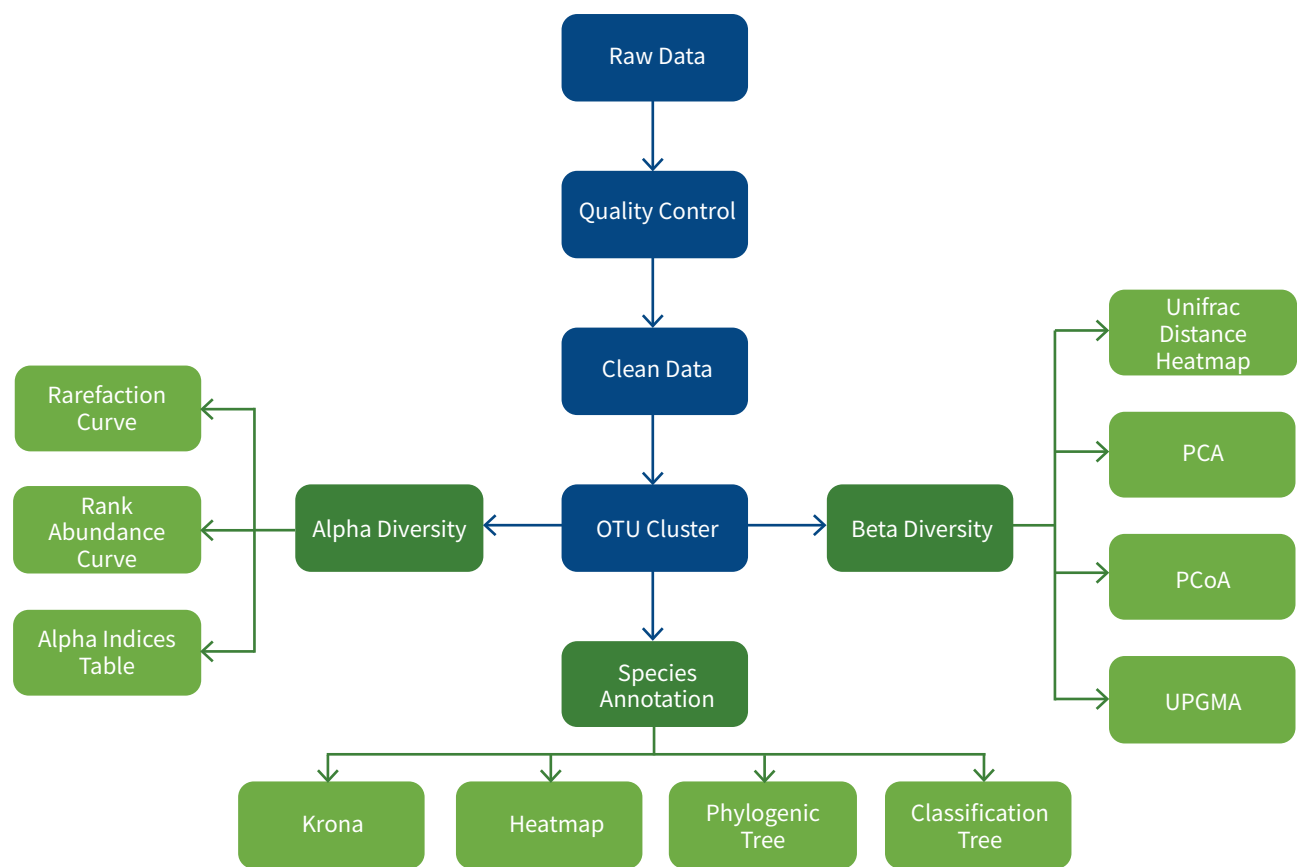 Raw Data
Quality Control
Clean Data
OTU Cluster
Alpha Diversity
Rarefaction
Curve
Rank
Abundance
Curve
Alpha Indices
Table
Beta Diversity
Unifrac
Distance
Heatmap
PCA
PCoA
UPGMA
Species
Annotation
Krona
Heatmap
Phylogenic
Tree
Classification
Tree